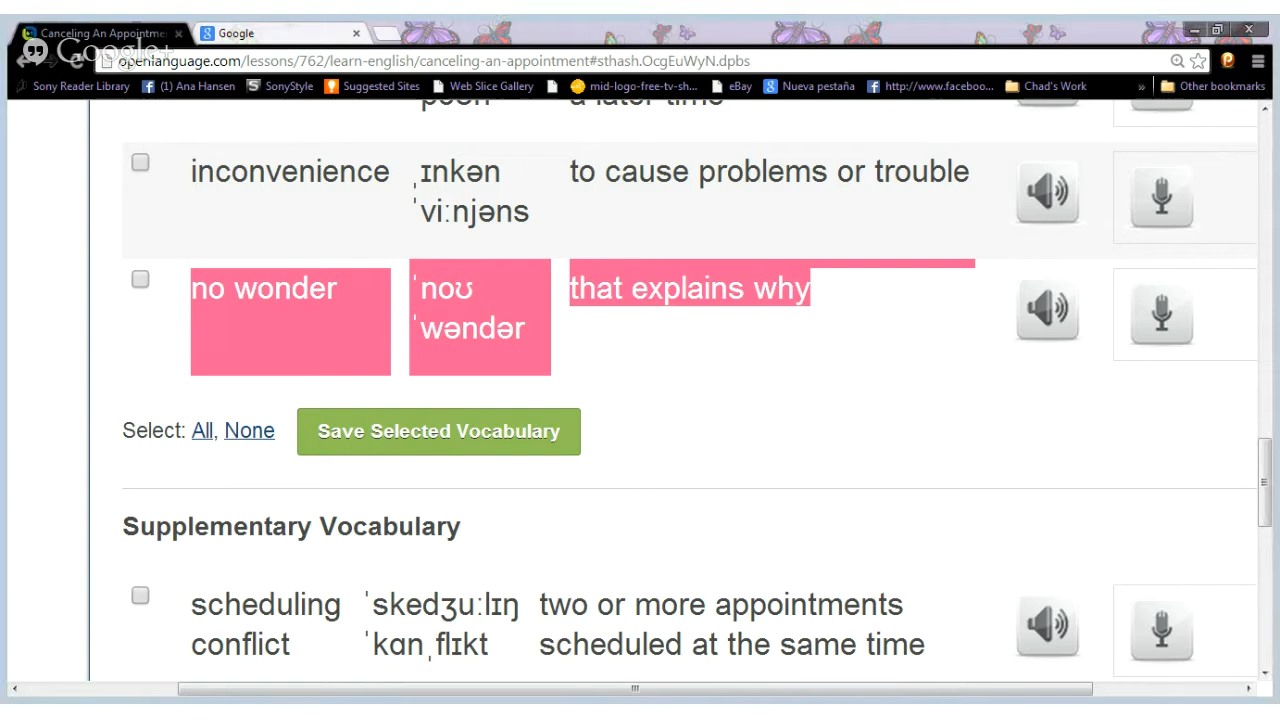 Canceling An Appointme
Google
Google+
openlanguage.com/lessons/762/learn-english/canceling-an-appointment#sthash.OcgEuWyN.dpbs
Sony Reader Library (1) Ana Hansen SonyStyle Suggested Sites Web Slice Gallery mid-logo-free-tv-sh... eBay Nueva pestaña http://www.faceboo... Chad's Work » Other bookmarks
a later time
inconvenience ˌɪnkən to cause problems or trouble
ˈviːnjəns
no wonder ˈnoʊ that explains why
ˈwəndər
Select: All, None Save Selected Vocabulary
Supplementary Vocabulary
scheduling ˈskedʒuːlɪŋ two or more appointments
conflict ˈkɑnˌflɪkt scheduled at the same time